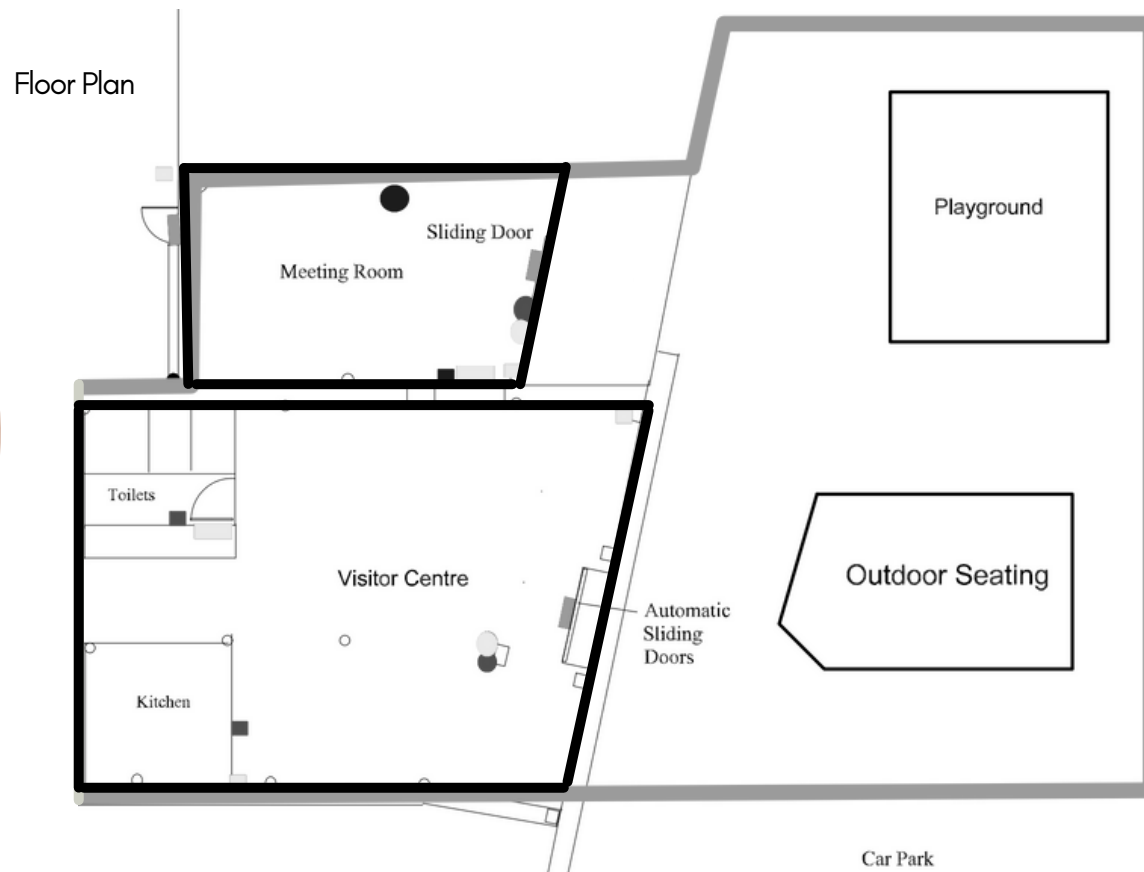 Floor Plan
Playground
Sliding Door
Meeting Room
Toilets
Visitor Centre
Outdoor Seating
Automatic
Sliding
Doors
Kitchen
Car Park